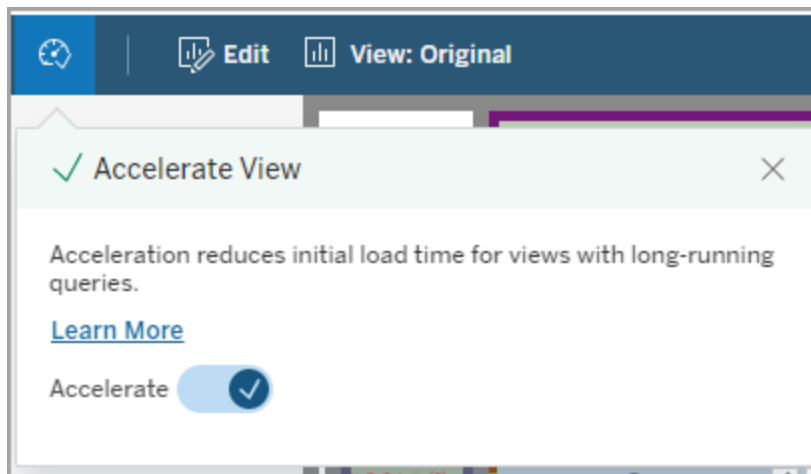 Edit View: Original
Accelerate View
Acceleration reduces initial load time for views with long-running
queries.
Learn More
Accelerate